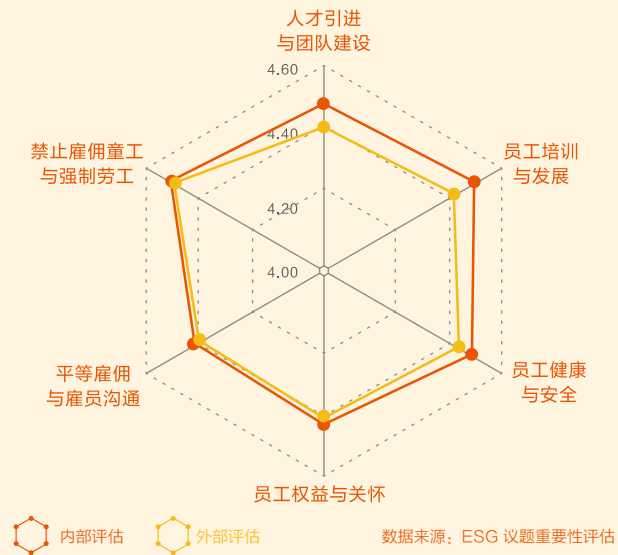 人才引进
与团队建设
4.60
4.40
禁止雇佣童工
与强制劳工
员工培训
与发展
4.20
4.00
平等雇佣
与雇员沟通
员工健康
与安全
员工权益与关怀
内部评估
外部评估
数据来源：ESG 议题重要性评估